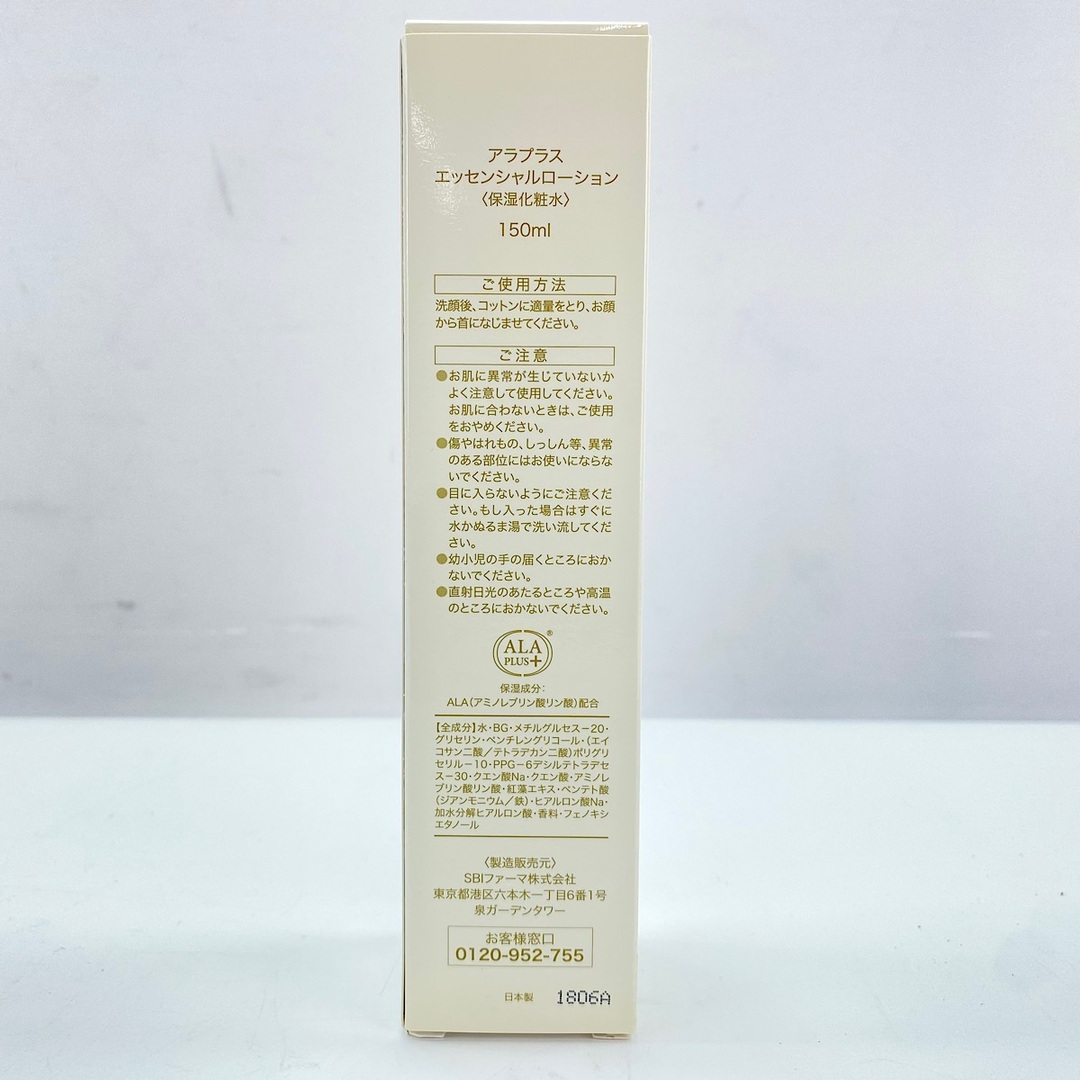 アラプラス
エッセンシャルローション
〈保湿化粧水〉
150ml
ご使用方法
洗顔後、コットンに適量をとり、お顔
から首になじませてください。
ご注意
●お肌に異常が生じていないか
よく注意して使用してください。
お肌に合わないときは、ご使用
をおやめください。
●傷やはれもの、しっしん等、異常
のある部位にはお使いにならな
いでください。
●目に入らないようにご注意くだ
さい。もし入った場合はすぐに
水かぬるま湯で洗い流してくだ
さい。
●幼小児の手の届くところにおか
ないでください。
●直射日光のあたるところや高温
のところにおかないでください。
ALA®
PLUS+
保湿成分:
ALA(アミノレブリン酸リン酸)配合
【全成分】水・BG・メチルグルセス−20・
グリセリン・ペンチレングリコール・(エイ
コサン二酸/テトラデカン二酸)ポリグリ
セリル−10・PPG−6デシルテトラデセ
ス−30・クエン酸Na・クエン酸・アミノレ
ブリン酸リン酸・紅藻エキス・ペンテト酸
(ジアンモニウム/鉄)・ヒアルロン酸Na・
加水分解ヒアルロン酸・香料・フェノキシ
エタノール
〈製造販売元〉
SBIファーマ株式会社
東京都港区六本木一丁目6番1号
泉ガーデンタワー
お客様窓口
0120-952-755
日本製 1806A